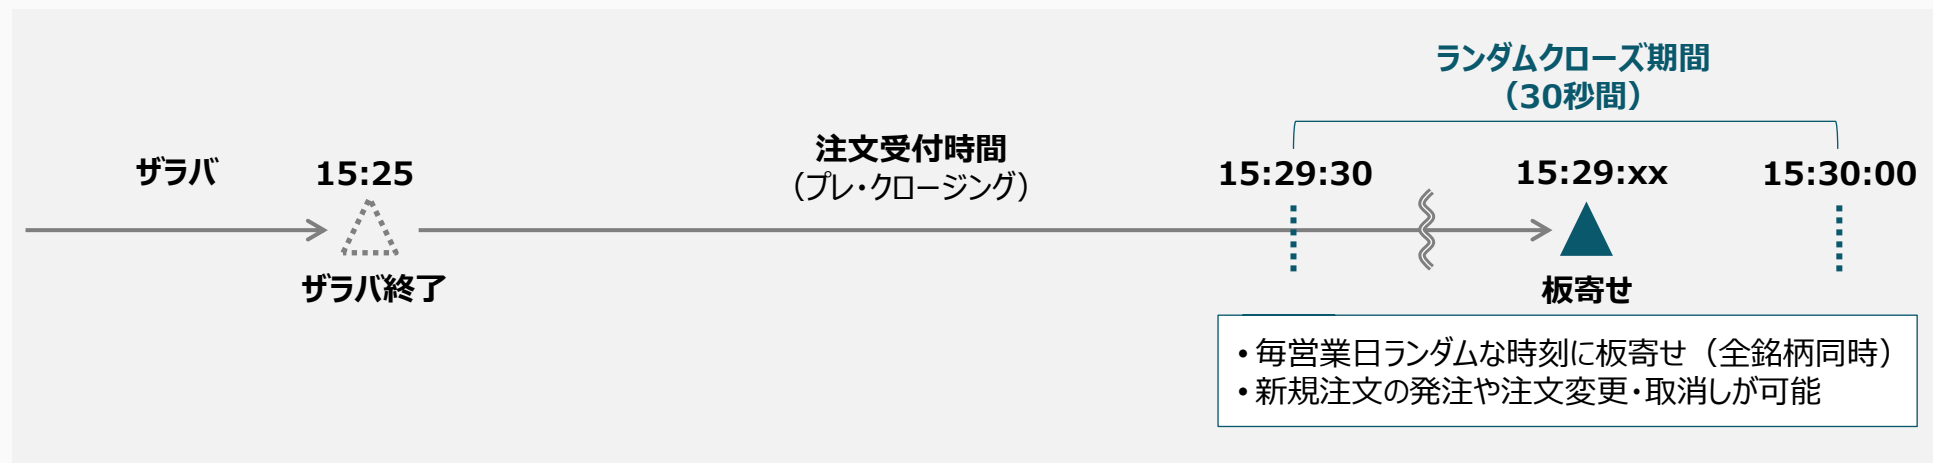 ランダムクローズ期間
（30秒間）
ザラバ
15:25
注文受付時間
（プレ・クロージング）
15:29:30
15:29:xx
15:30:00
ザラバ終了
板寄せ
• 毎営業日ランダムな時刻に板寄せ（全銘柄同時）
• 新規注文の発注や注文変更・取消しが可能